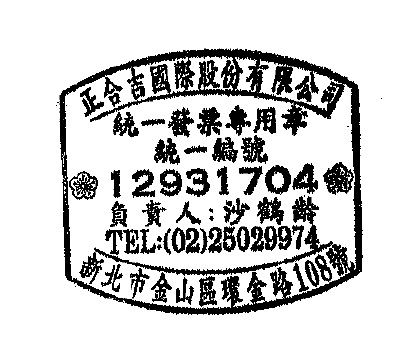 正合吉國際股份有限公司
統一發票專用章
統一編號
12931704
負責人:沙鶴齡
TEL:(02)25029974
新北市金山區環金路108號